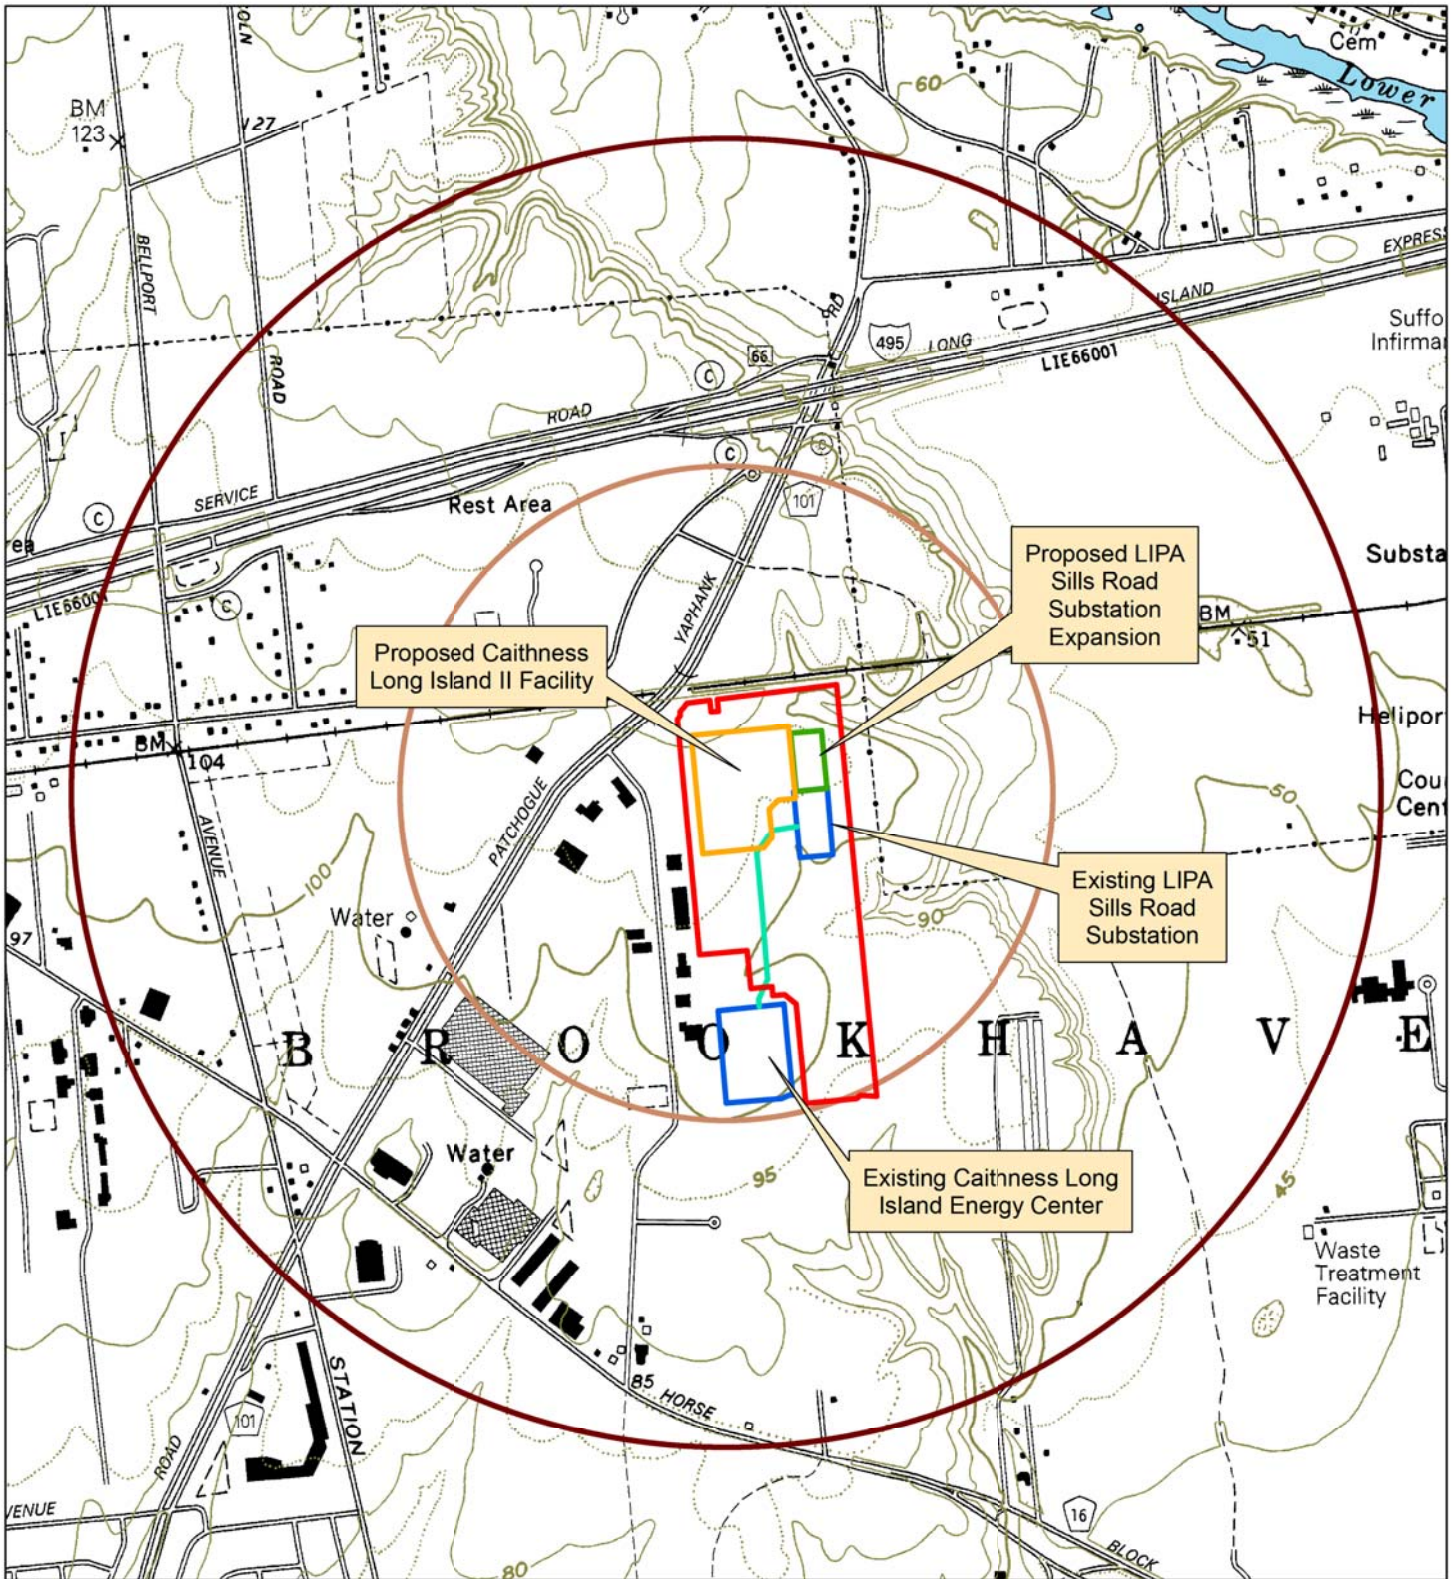 OLN
Cem
Lower
60
BM
123
127
BELLPORT
EXPRESS
ISLAND
RD
Suffo
Infirmar
495
LONG
LIE66001
66
C
ROAD
ROAD
C
C
SERVICE
Rest Area
101
C
ea
Substa
Proposed LIPA
Sills Road
Substation
Expansion
LIE66001
C
YAPHANK
BM
51
Proposed Caithness
Long Island II Facility
Helipor
BM
104
Cou
Cent
50
PATCHOGUE
AVENUE
100
Existing LIPA
Sills Road
Substation
Water
90
97
B R O O K H A V E
Water
95
Existing Caithness Long
Island Energy Center
45
Waste
Treatment
Facility
STATION
85
HORSE
101
ROAD
VENUE
16
BLOCK
80